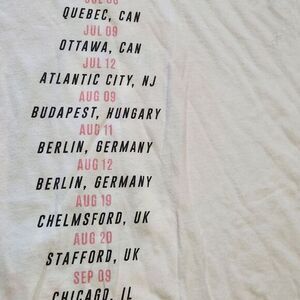 QUEBEC, CAN
JUL 09
OTTAWA, CAN
JUL 12
ATLANTIC CITY, NJ
AUG 09
BUDAPEST, HUNGARY
AUG 11
BERLIN, GERMANY
AUG 12
BERLIN, GERMANY
AUG 19
CHELMSFORD, UK
AUG 20
STAFFORD, UK
SEP 09
CHICAGO, IL